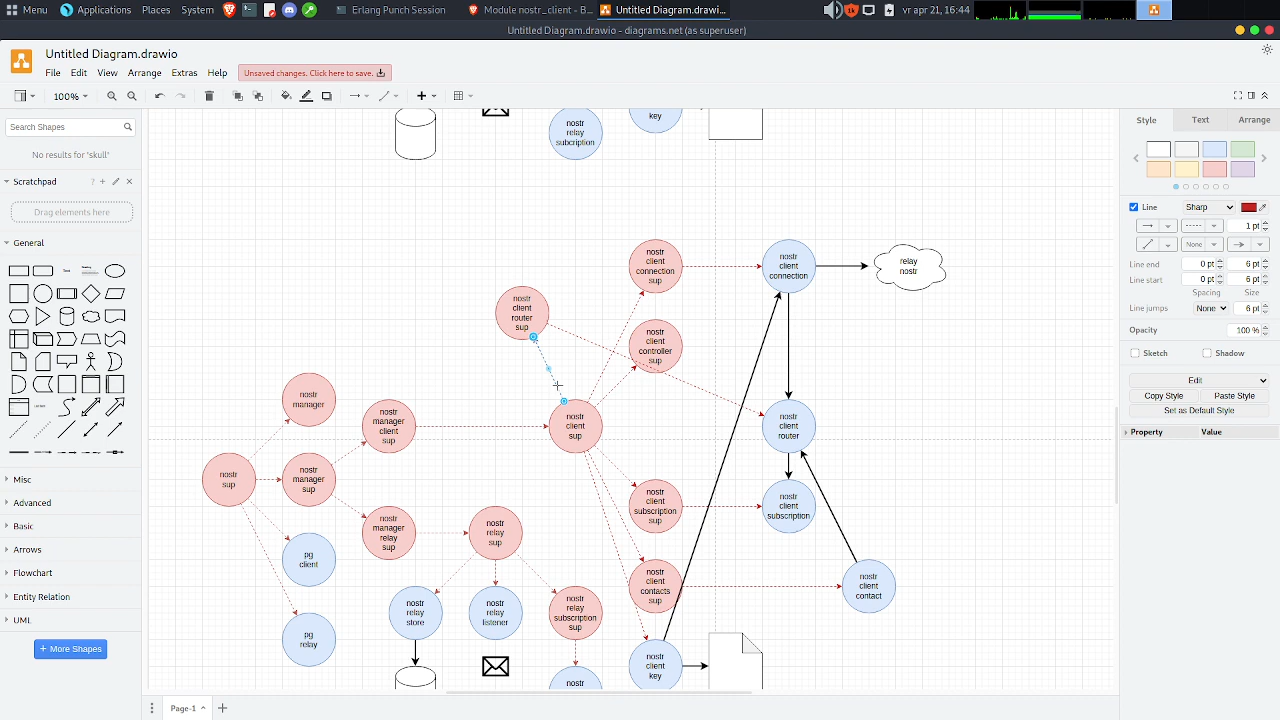 Menu
Applications
Places
System
Erlang Punch Session
Module nostr_client - B...
Untitled Diagram.drawi...
vr apr 21, 16:44
Untitled Diagram.drawio - diagrams.net (as superuser)
Untitled Diagram.drawio
File
Edit
View
Arrange
Extras
Help
Unsaved changes. Click here to save.
100%
Search Shapes
No results for "skull"
Scratchpad
Drag elements here
General
Misc
Advanced
Basic
Arrows
Flowchart
Entity Relation
UML
+ More Shapes
nostr
relay
subcription
key
nostr
client
connection
sup
nostr
client
connection
relay
nostr
nostr
client
router
sup
nostr
client
controller
sup
nostr
manager
nostr
manager
client
sup
nostr
client
sup
nostr
client
router
nostr
sup
nostr
manager
sup
nostr
client
subscription
sup
nostr
client
subscription
nostr
manager
relay
sup
nostr
relay
sup
pg
client
nostr
client
contacts
sup
nostr
client
contact
nostr
relay
store
nostr
relay
listener
nostr
relay
subscription
sup
pg
relay
nostr
client
key
nostr
Page-1
Style
Text
Arrange
Line
Sharp
1 pt
None
Line end
0 pt
6 pt
Line start
0 pt
6 pt
Spacing
Size
Line jumps
None
6 pt
Opacity
100 %
Sketch
Shadow
Edit
Copy Style
Paste Style
Set as Default Style
Property
Value